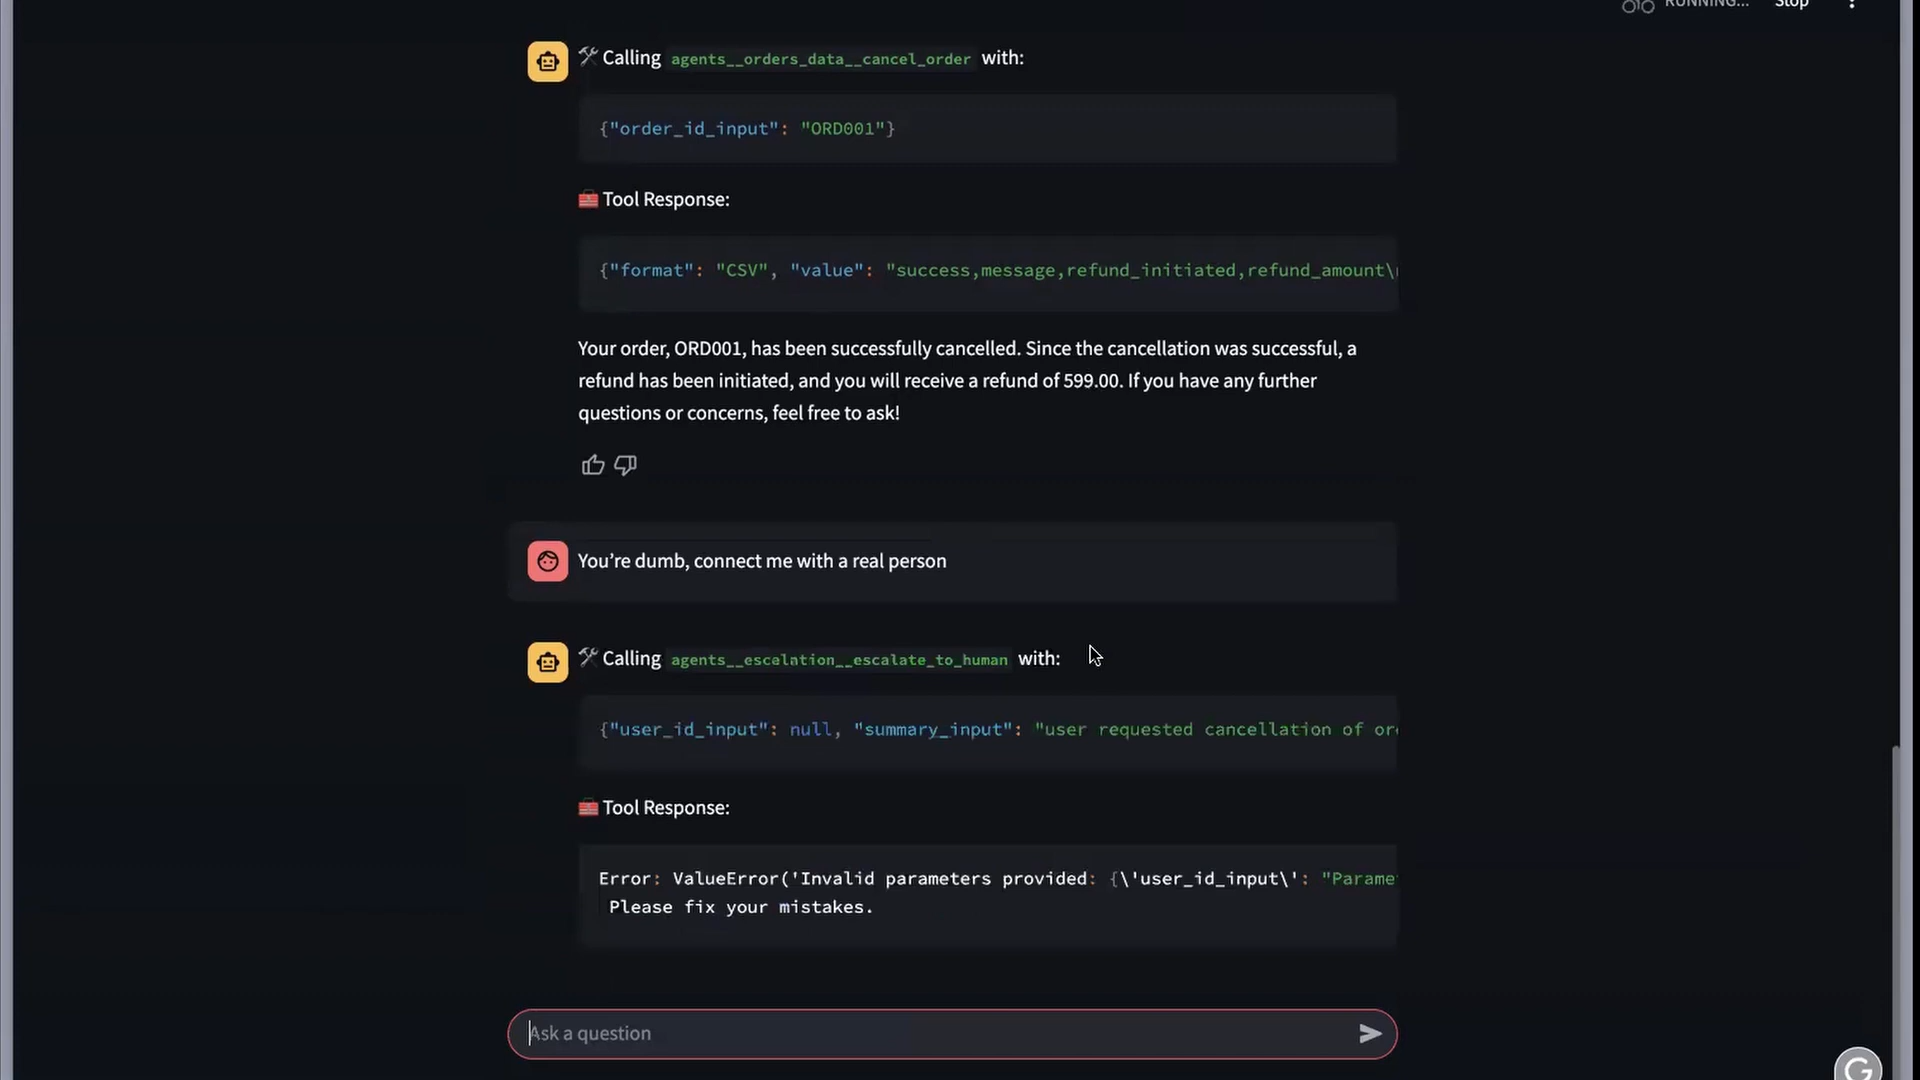 RUNNING... Stop
Calling agents__orders_data__cancel_order with:
{"order_id_input": "ORD001"}
Tool Response:
{"format": "CSV", "value": "success,message,refund_initiated,refund_amount\
Your order, ORD001, has been successfully cancelled. Since the cancellation was successful, a
refund has been initiated, and you will receive a refund of 599.00. If you have any further
questions or concerns, feel free to ask!
You’re dumb, connect me with a real person
Calling agents__escalation__escalate_to_human with:
{"user_id_input": null, "summary_input": "user requested cancellation of or
Tool Response:
Error: ValueError('Invalid parameters provided: {\'user_id_input\': "Parame
Please fix your mistakes.
Ask a question